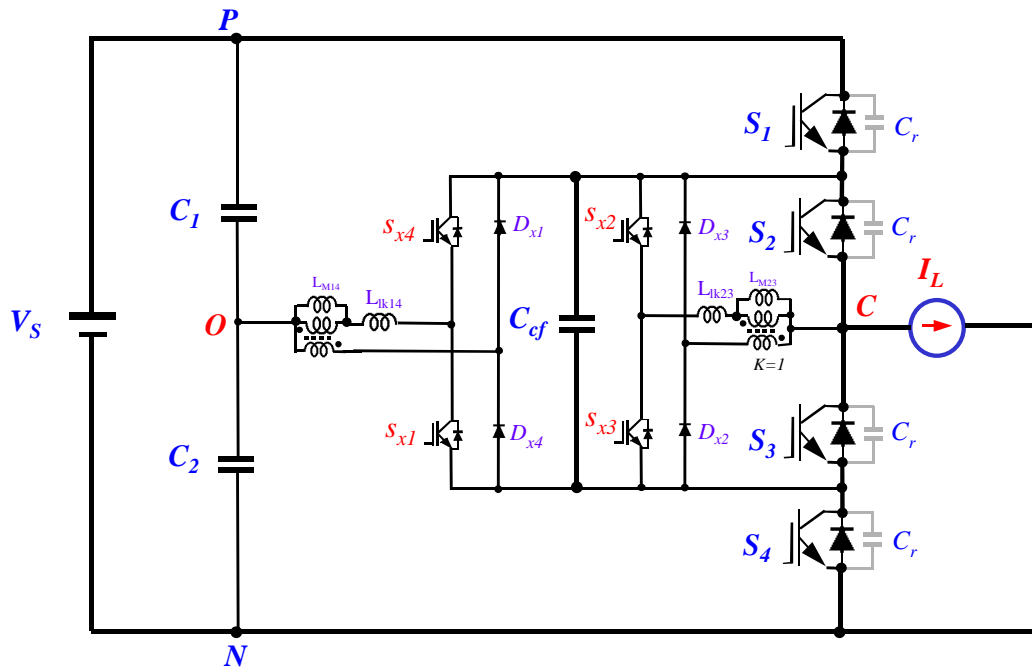 P
S1
Cr
C1
sx4
Dx1
sx2
Dx3
S2
Cr
LM14
Llk14
Llk23
LM23
IL
VS
O
Ccf
C
K=1
C2
sx1
Dx4
sx3
Dx2
S3
Cr
S4
Cr
N